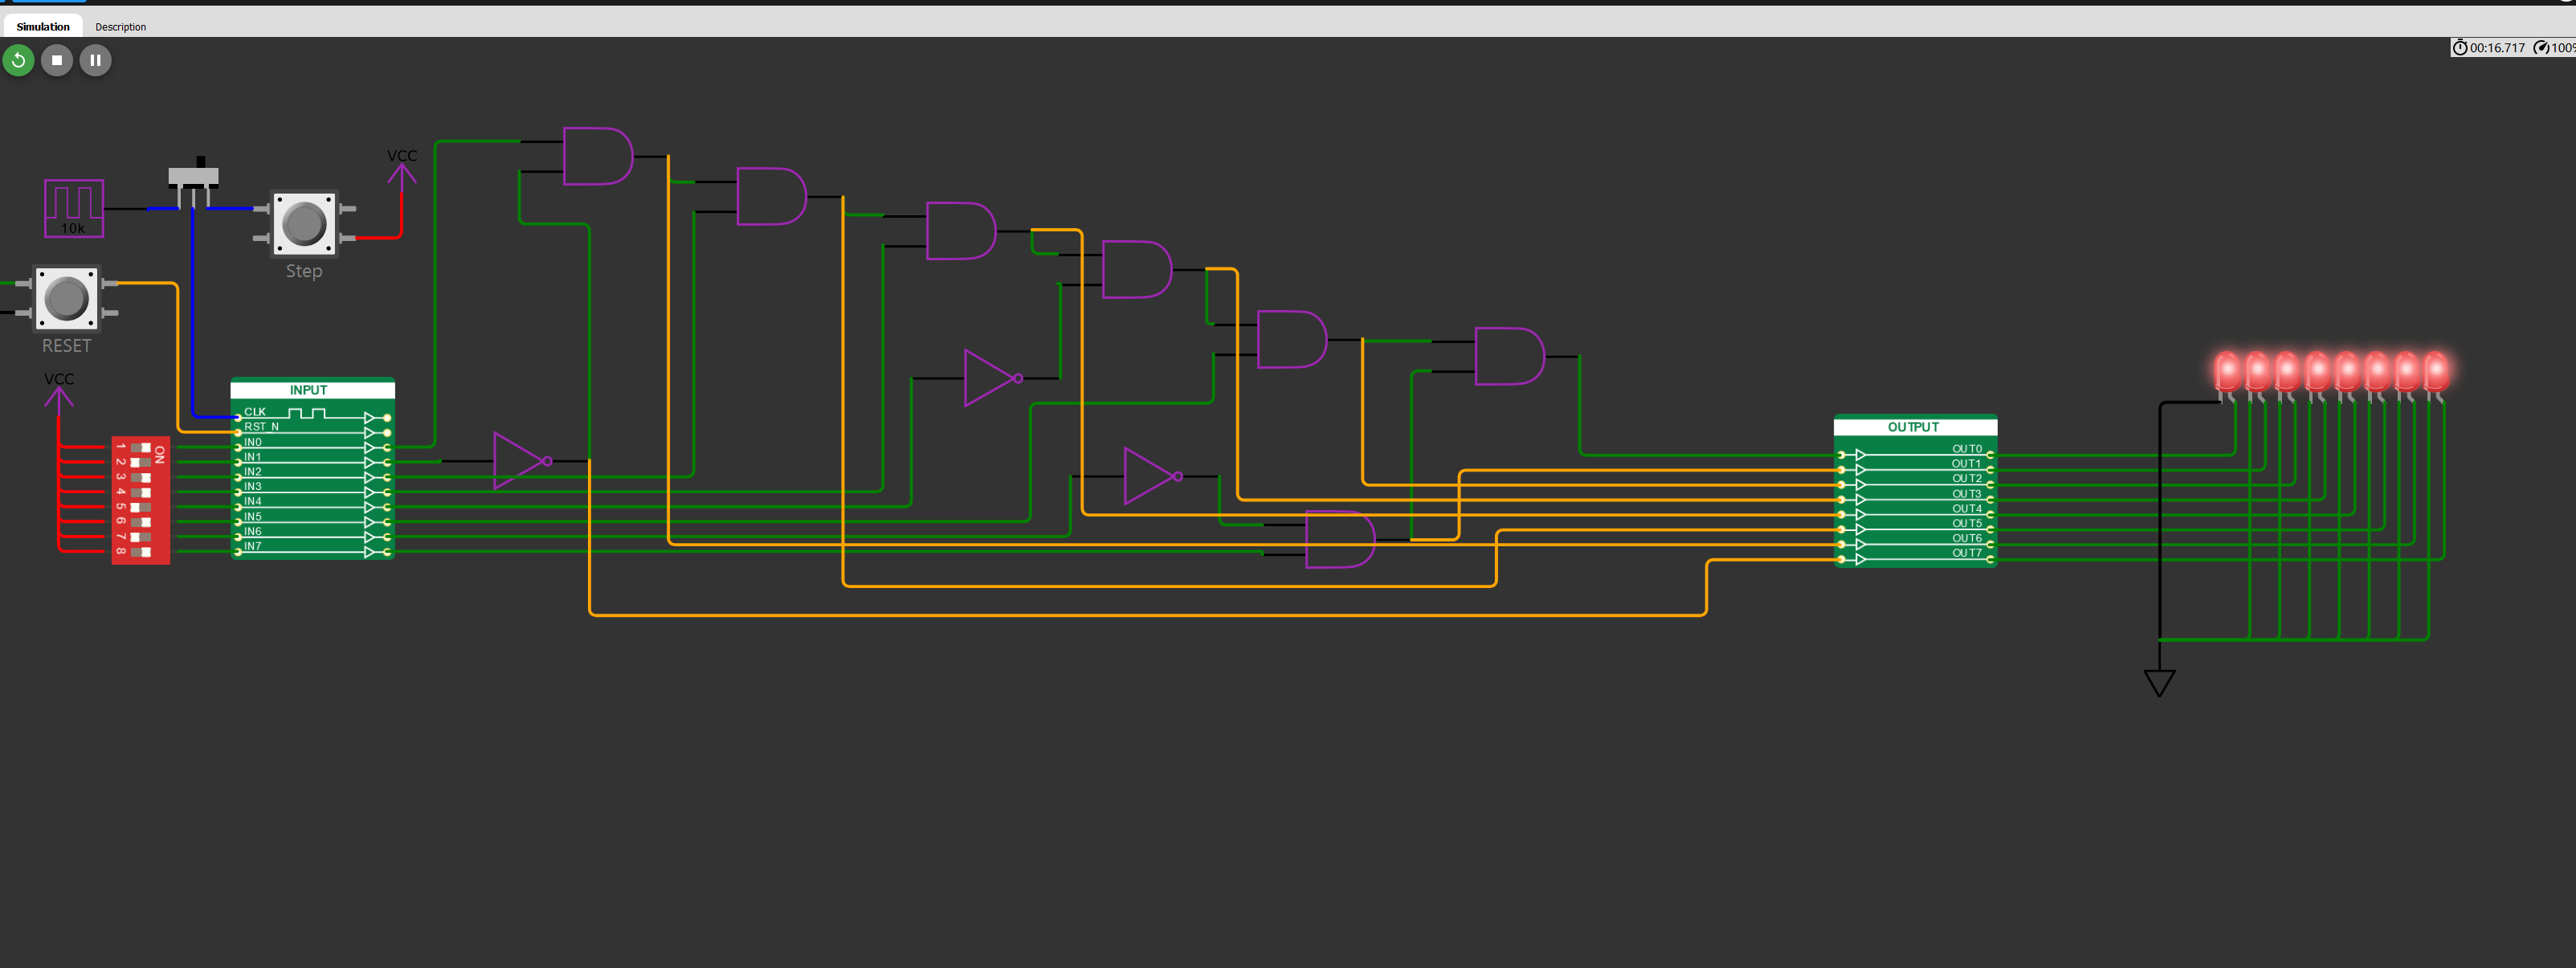 Simulation
Description
00:16.717
100%
VCC
10k
Step
RESET
VCC
INPUT
CLK
RST_N
IN0
IN1
IN2
IN3
IN4
IN5
IN6
IN7
ON
1
2
3
4
5
6
7
8
OUTPUT
OUT0
OUT1
OUT2
OUT3
OUT4
OUT5
OUT6
OUT7